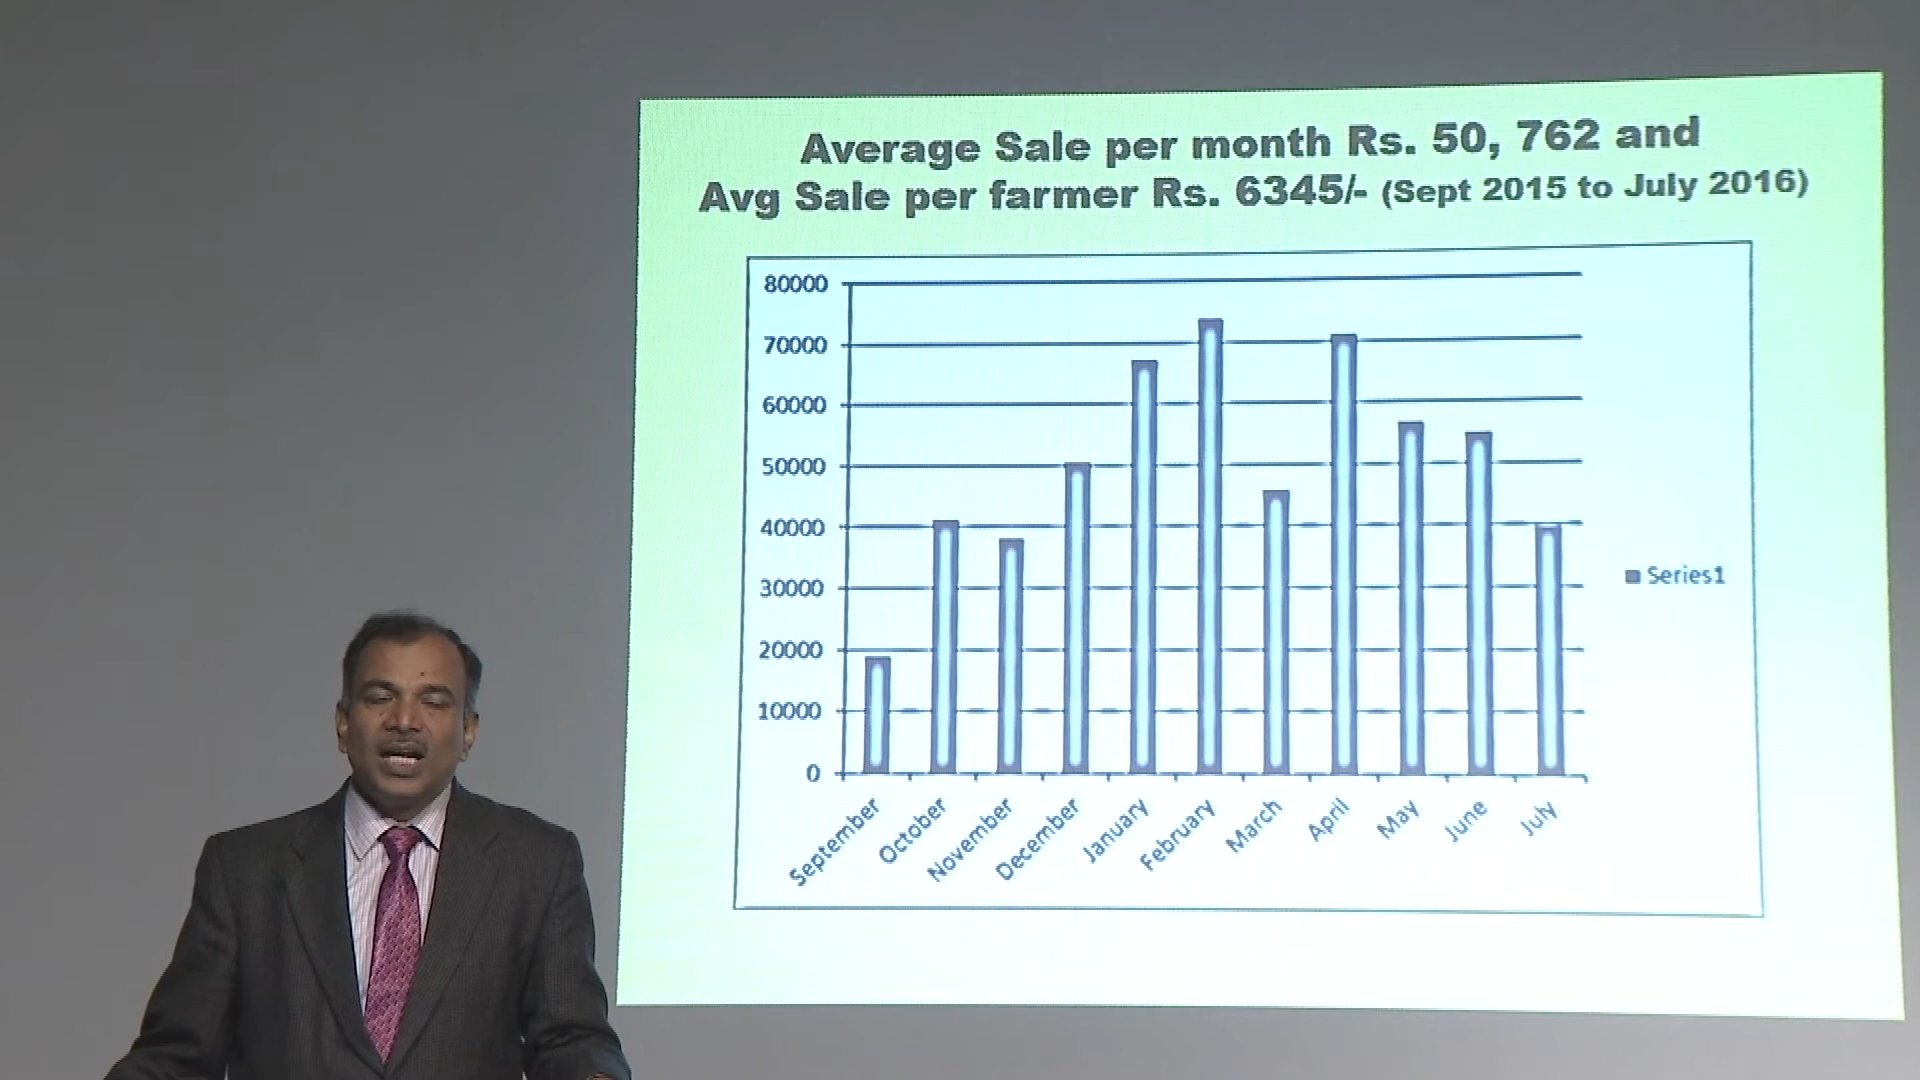 Average Sale per month Rs. 50, 762 and
Avg Sale per farmer Rs. 6345/- (Sept 2015 to July 2016)
80000
70000
60000
50000
40000
30000
20000
10000
0
September October November December January February March April May June July
Series1